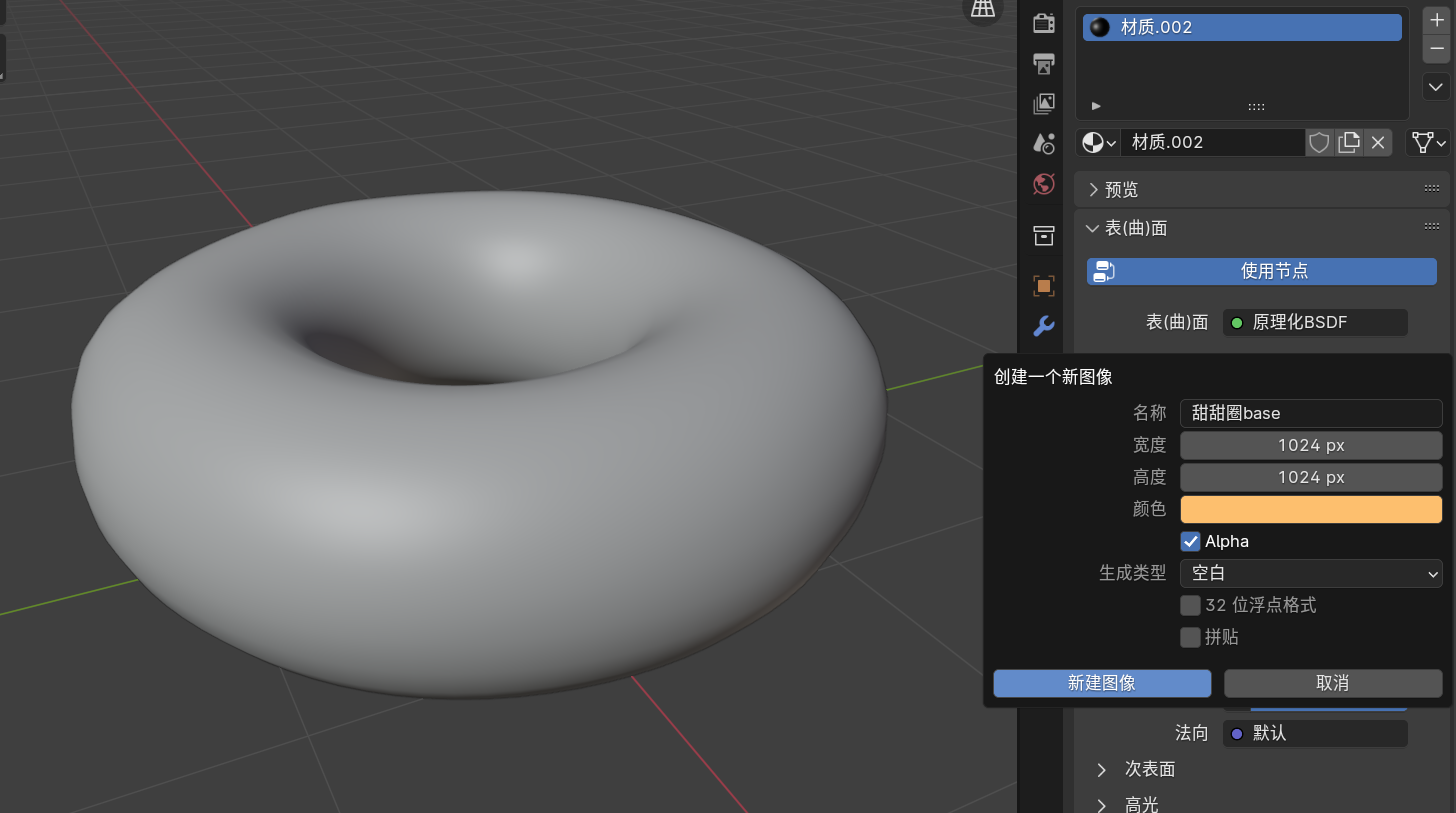 材质.002
材质.002
预览
表(曲)面
使用节点
表(曲)面 原理化BSDF
创建一个新图像
名称 甜甜圈base
宽度 1024 px
高度 1024 px
颜色
Alpha
生成类型 空白
32 位浮点格式
拼贴
新建图像 取消
法向 默认
次表面
高光